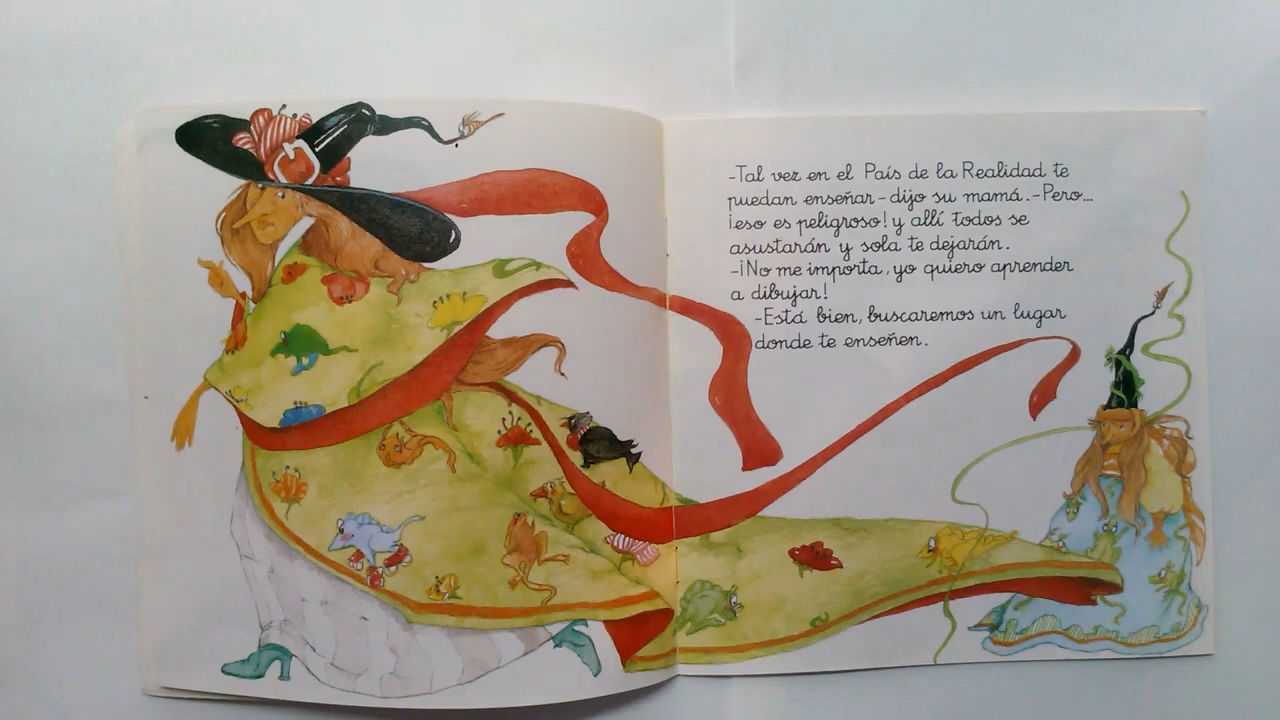 -Tal vez en el País de la Realidad te
puedan enseñar-dijo su mamá.-Pero...
¡eso es peligroso! y allí todos se
asustarán y sola te dejarán.
-¡No me importa, yo quiero aprender
a dibujar!
-Está bien, buscaremos un lugar
donde te enseñen.